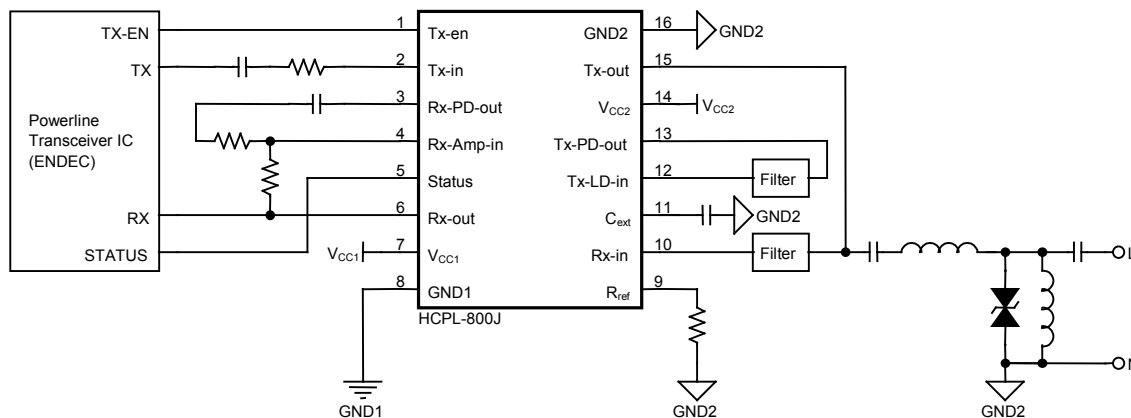 TX-EN
TX
Powerline
Transceiver IC
(ENDEC)
RX
STATUS
1
2
3
4
5
6
7
8
VCC1
GND1
Tx-en
Tx-in
Rx-PD-out
Rx-Amp-in
Status
Rx-out
VCC1
GND1
HCPL-800J
GND2
Tx-out
VCC2
Tx-PD-out
Tx-LD-in
Cext
Rx-in
Rref
16
15
14
13
12
11
10
9
GND2
VCC2
Filter
GND2
Filter
GND2
L
GND2